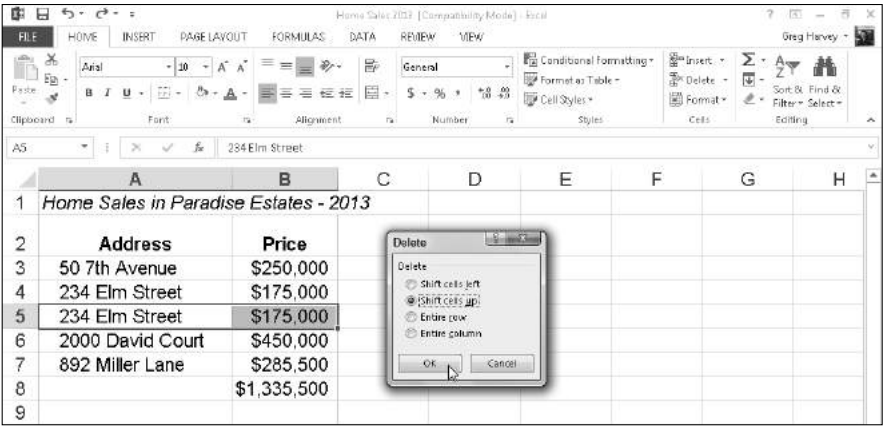 Home Sales 2013 [Compatibility Mode] - Excel
FILE HOME INSERT PAGE LAYOUT FORMULAS DATA REVIEW VIEW Greg Harvey
Arial 10 A A General Conditional Formatting Insert
Paste B I U A $ % , Format as Table Delete Sort & Find &
Cell Styles Format Filter Select
Clipboard Font Alignment Number Styles Cells Editing
A5 fx 234 Elm Street
A B C D E F G H
1 Home Sales in Paradise Estates - 2013
2 Address Price
3 50 7th Avenue $250,000
4 234 Elm Street $175,000
5 234 Elm Street $175,000
6 2000 David Court $450,000
7 892 Miller Lane $285,500
8 $1,335,500
9
Delete
Delete
Shift cells left
Shift cells up
Entire row
Entire column
OK Cancel